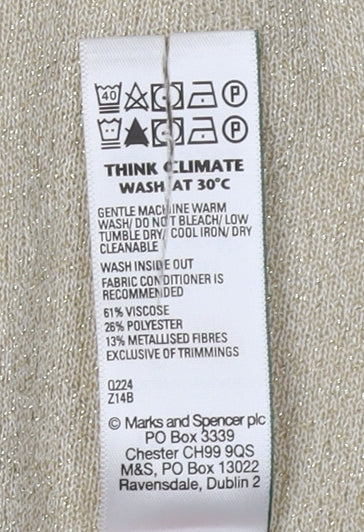 40 P
P
THINK CLIMATE
WASH AT 30°C
GENTLE MACHINE WARM
WASH/ DO NOT BLEACH/ LOW
TUMBLE DRY/ COOL IRON/ DRY
CLEANABLE
WASH INSIDE OUT
FABRIC CONDITIONER IS
RECOMMENDED
61% VISCOSE
26% POLYESTER
13% METALLISED FIBRES
EXCLUSIVE OF TRIMMINGS
Q224
Z14B
© Marks and Spencer plc
PO Box 3339
Chester CH99 9QS
M&S, PO Box 13022
Ravensdale, Dublin 2